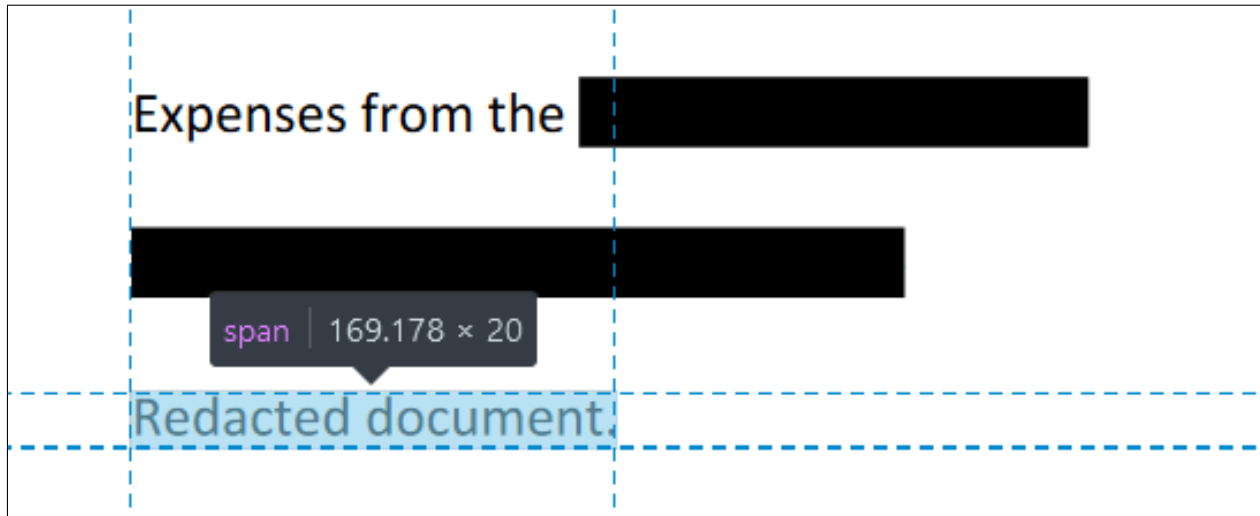 Expenses from the
span 169.178 × 20
Redacted document.